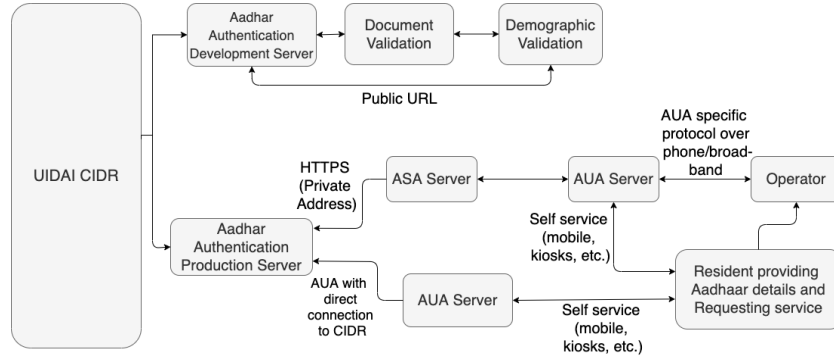 UIDAI CIDR
Aadhar
Authentication
Development Server
Document
Validation
Demographic
Validation
Public URL
AUA specific
protocol over
phone/broad-
band
HTTPS
(Private
Address)
ASA Server
AUA Server
Operator
Aadhar
Authentication
Production Server
Self service
(mobile,
kiosks, etc.)
Resident providing
Aadhaar details and
Requesting service
AUA with
direct
connection
to CIDR
AUA Server
Self service
(mobile,
kiosks, etc.)